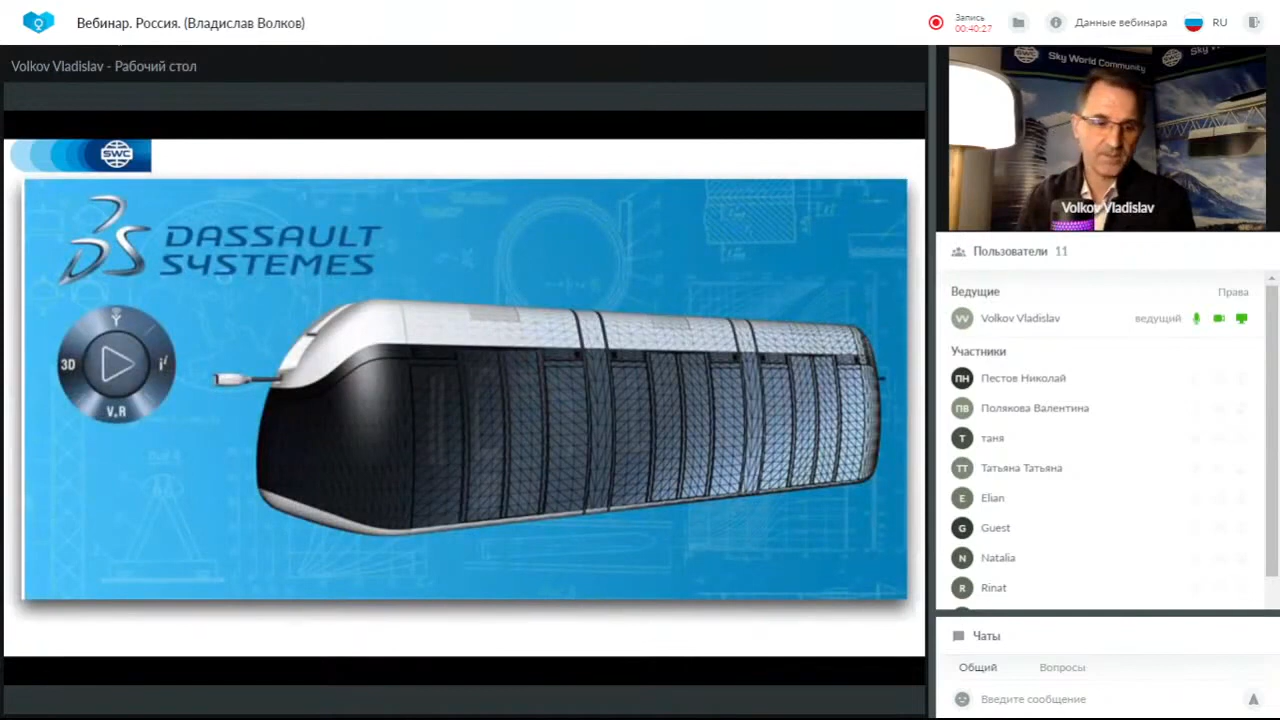 Вебинар. Россия. (Владислав Волков)
Запись
00:40:27
Данные вебинара
RU
Volkov Vladislav - Рабочий стол
SWC
DASSAULT
SYSTEMES
3D
V,R
Sky World Community
Volkov Vladislav
Пользователи 11
Ведущие
Права
VV
Volkov Vladislav
ведущий
Участники
ПН
Пестов Николай
ПВ
Полякова Валентина
Т
таня
ТТ
Татьяна Татьяна
E
Elian
G
Guest
N
Natalia
R
Rinat
Чаты
Общий
Вопросы
Введите сообщение